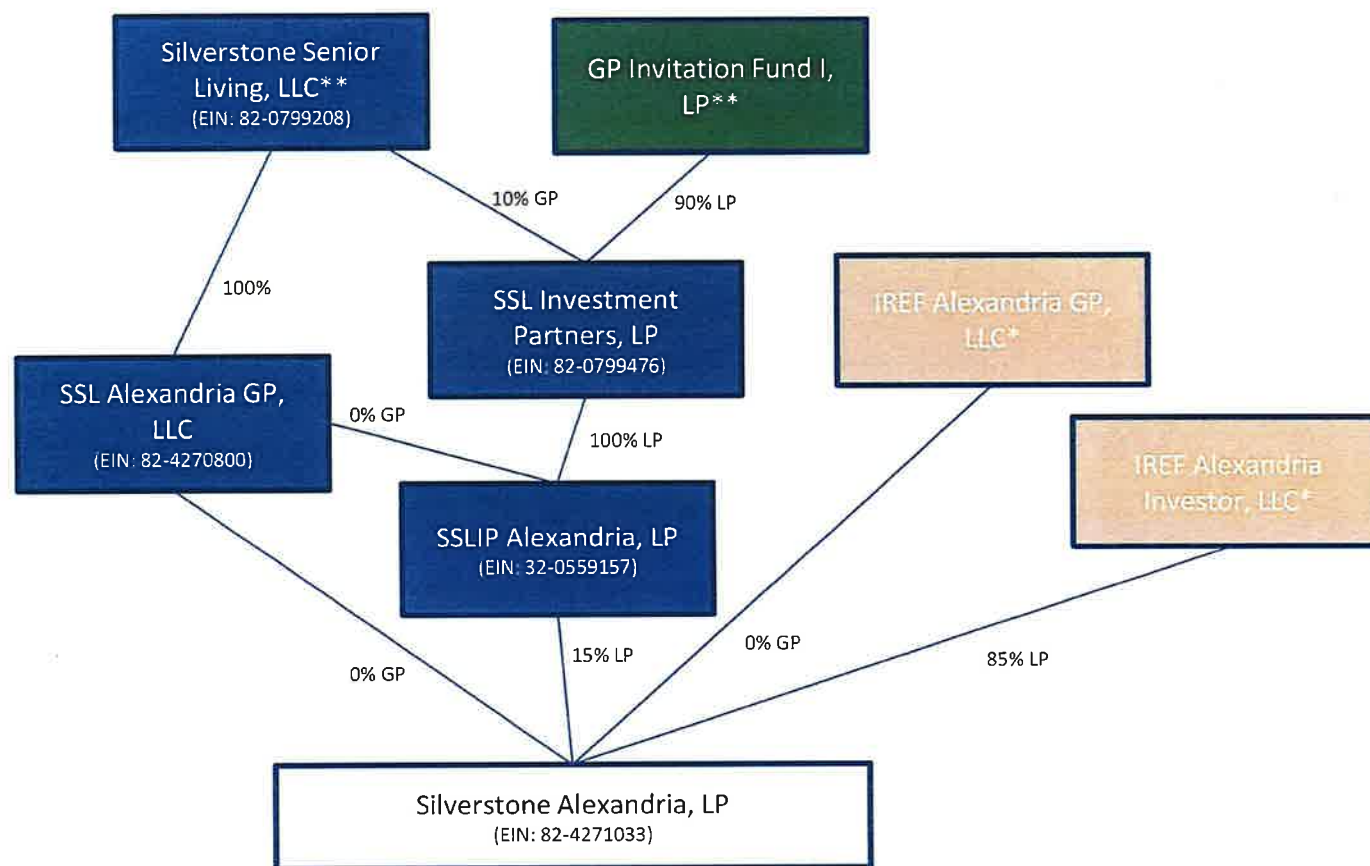 Silverstone Senior
Living, LLC**
(EIN: 82-0799208)
GP Invitation Fund I,
LP**
10% GP
90% LP
100%
SSL Investment
Partners, LP
(EIN: 82-0799476)
IREF Alexandria GP,
LLC*
SSL Alexandria GP,
LLC
(EIN: 82-4270800)
0% GP
100% LP
IREF Alexandria
Investor, LLC*
SSLIP Alexandria, LP
(EIN: 32-0559157)
0% GP
15% LP
0% GP
85% LP
Silverstone Alexandria, LP
(EIN: 82-4271033)